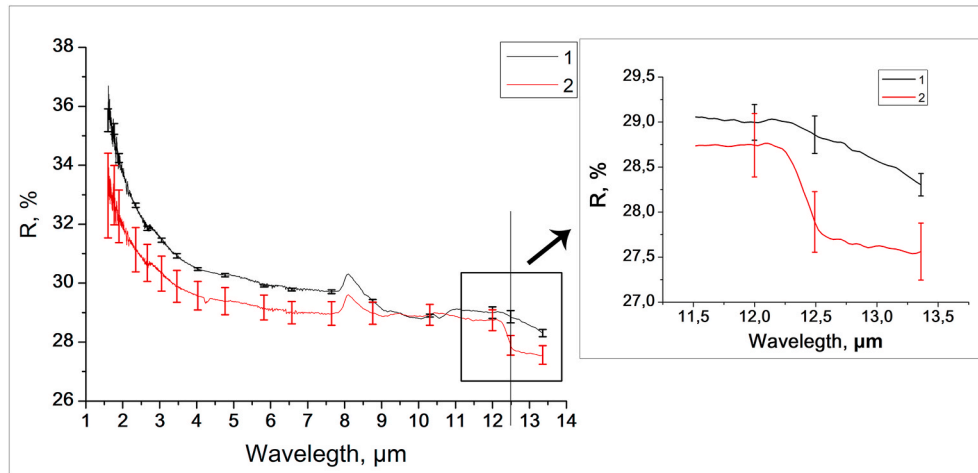 38
36
34
32
30
28
26
R, %
1 2 3 4 5 6 7 8 9 10 11 12 13 14
Wavelegth, µm
1
2
29,5
29,0
28,5
28,0
27,5
27,0
R, %
11,5 12,0 12,5 13,0 13,5
Wavelegth, µm
1
2